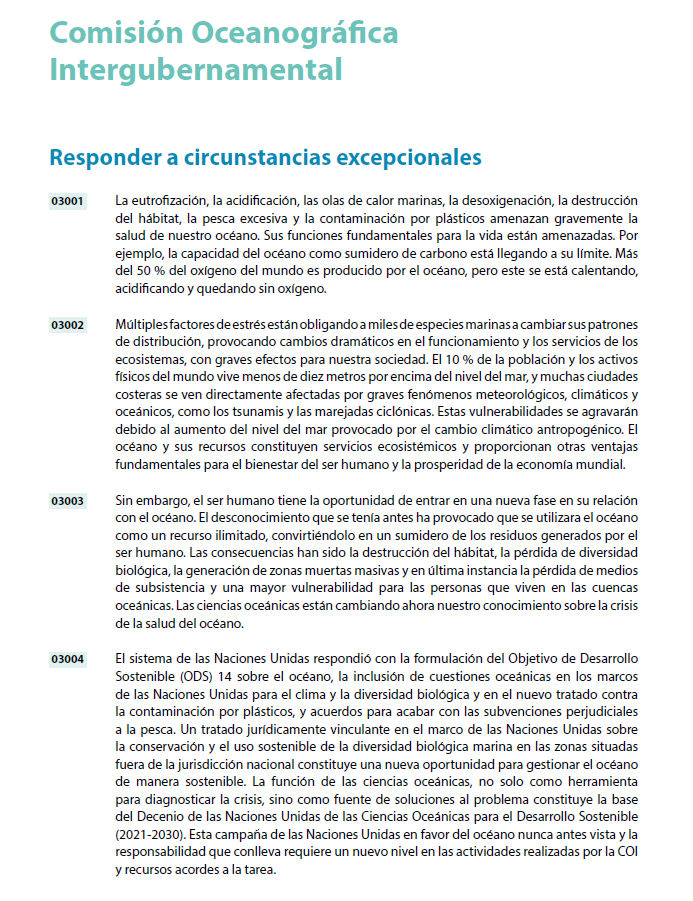 Comisión Oceanográfica
Intergubernamental
Responder a circunstancias excepcionales
03001 La eutrofización, la acidificación, las olas de calor marinas, la desoxigenación, la destrucción
del hábitat, la pesca excesiva y la contaminación por plásticos amenazan gravemente la
salud de nuestro océano. Sus funciones fundamentales para la vida están amenazadas. Por
ejemplo, la capacidad del océano como sumidero de carbono está llegando a su límite. Más
del 50 % del oxígeno del mundo es producido por el océano, pero este se está calentando,
acidificando y quedando sin oxígeno.
03002 Múltiples factores de estrés están obligando a miles de especies marinas a cambiar sus patrones
de distribución, provocando cambios dramáticos en el funcionamiento y los servicios de los
ecosistemas, con graves efectos para nuestra sociedad. El 10 % de la población y los activos
físicos del mundo vive menos de diez metros por encima del nivel del mar, y muchas ciudades
costeras se ven directamente afectadas por graves fenómenos meteorológicos, climáticos y
oceánicos, como los tsunamis y las marejadas ciclónicas. Estas vulnerabilidades se agravarán
debido al aumento del nivel del mar provocado por el cambio climático antropogénico. El
océano y sus recursos constituyen servicios ecosistémicos y proporcionan otras ventajas
fundamentales para el bienestar del ser humano y la prosperidad de la economía mundial.
03003 Sin embargo, el ser humano tiene la oportunidad de entrar en una nueva fase en su relación
con el océano. El desconocimiento que se tenía antes ha provocado que se utilizara el océano
como un recurso ilimitado, convirtiéndolo en un sumidero de los residuos generados por el
ser humano. Las consecuencias han sido la destrucción del hábitat, la pérdida de diversidad
biológica, la generación de zonas muertas masivas y en última instancia la pérdida de medios
de subsistencia y una mayor vulnerabilidad para las personas que viven en las cuencas
oceánicas. Las ciencias oceánicas están cambiando ahora nuestro conocimiento sobre la crisis
de la salud del océano.
03004 El sistema de las Naciones Unidas respondió con la formulación del Objetivo de Desarrollo
Sostenible (ODS) 14 sobre el océano, la inclusión de cuestiones oceánicas en los marcos
de las Naciones Unidas para el clima y la diversidad biológica y en el nuevo tratado contra
la contaminación por plásticos, y acuerdos para acabar con las subvenciones perjudiciales
a la pesca. Un tratado jurídicamente vinculante en el marco de las Naciones Unidas sobre
la conservación y el uso sostenible de la diversidad biológica marina en las zonas situadas
fuera de la jurisdicción nacional constituye una nueva oportunidad para gestionar el océano
de manera sostenible. La función de las ciencias oceánicas, no solo como herramienta
para diagnosticar la crisis, sino como fuente de soluciones al problema constituye la base
del Decenio de las Naciones Unidas de las Ciencias Oceánicas para el Desarrollo Sostenible
(2021-2030). Esta campaña de las Naciones Unidas en favor del océano nunca antes vista y la
responsabilidad que conlleva requiere un nuevo nivel en las actividades realizadas por la COI
y recursos acordes a la tarea.